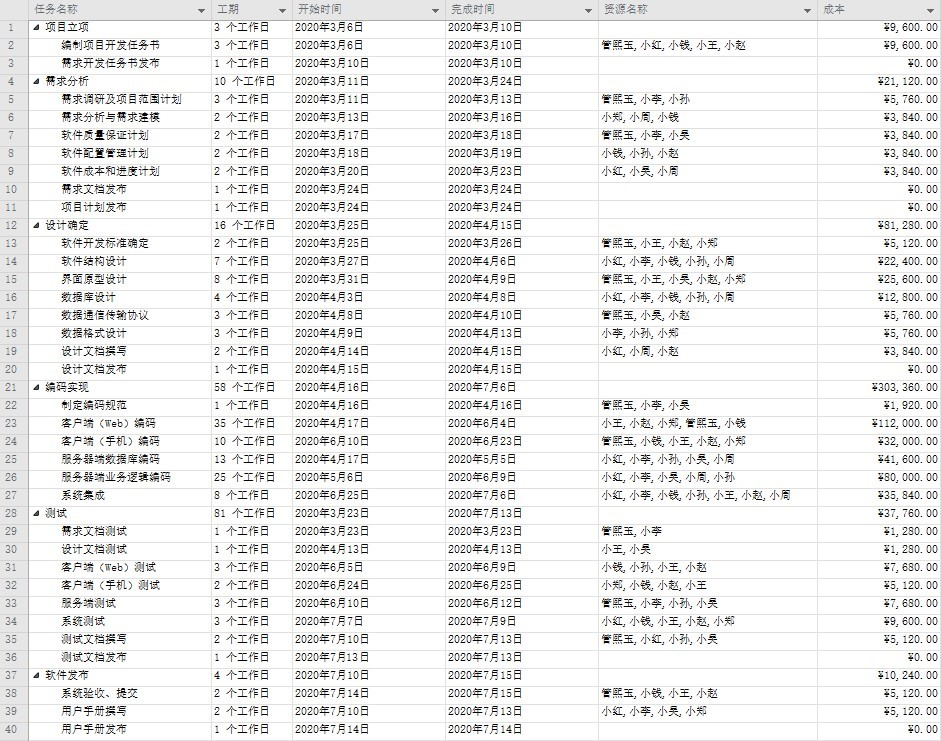 任务名称 工期 开始时间 完成时间 资源名称 成本
1 项目立项 3 个工作日 2020年3月6日 2020年3月10日 ¥9,600.00
2 编制项目开发任务书 3 个工作日 2020年3月6日 2020年3月10日 管熙玉,小红,小钱,小王,小赵 ¥9,600.00
3 需求开发任务书发布 1 个工作日 2020年3月10日 2020年3月10日 ¥0.00
4 需求分析 10 个工作日 2020年3月11日 2020年3月24日 ¥21,120.00
5 需求调研及项目范围计划 3 个工作日 2020年3月11日 2020年3月13日 管熙玉,小李,小孙 ¥5,760.00
6 需求分析与需求建模 2 个工作日 2020年3月13日 2020年3月16日 小郑,小周,小钱 ¥3,840.00
7 软件质量保证计划 2 个工作日 2020年3月17日 2020年3月18日 管熙玉,小李,小吴 ¥3,840.00
8 软件配置管理计划 2 个工作日 2020年3月18日 2020年3月19日 小钱,小孙,小赵 ¥3,840.00
9 软件成本和进度计划 2 个工作日 2020年3月20日 2020年3月23日 小红,小吴,小周 ¥3,840.00
10 需求文档发布 1 个工作日 2020年3月24日 2020年3月24日 ¥0.00
11 项目计划发布 1 个工作日 2020年3月24日 2020年3月24日 ¥0.00
12 设计确定 16 个工作日 2020年3月25日 2020年4月15日 ¥81,280.00
13 软件开发标准确定 2 个工作日 2020年3月25日 2020年3月26日 管熙玉,小王,小赵,小郑 ¥5,120.00
14 软件结构设计 7 个工作日 2020年3月27日 2020年4月6日 小红,小李,小钱,小孙,小周 ¥22,400.00
15 界面原型设计 8 个工作日 2020年3月31日 2020年4月9日 管熙玉,小王,小吴,小赵,小郑 ¥25,600.00
16 数据库设计 4 个工作日 2020年4月3日 2020年4月8日 小红,小李,小钱,小孙,小周 ¥12,800.00
17 数据通信传输协议 3 个工作日 2020年4月8日 2020年4月10日 管熙玉,小吴,小赵 ¥5,760.00
18 数据格式设计 3 个工作日 2020年4月9日 2020年4月13日 小李,小孙,小郑 ¥5,760.00
19 设计文档撰写 2 个工作日 2020年4月14日 2020年4月15日 小红,小周,小赵 ¥3,840.00
20 设计文档发布 1 个工作日 2020年4月15日 2020年4月15日 ¥0.00
21 编码实现 58 个工作日 2020年4月16日 2020年7月6日 ¥303,360.00
22 制定编码规范 1 个工作日 2020年4月16日 2020年4月16日 管熙玉,小李,小吴 ¥1,920.00
23 客户端（Web）编码 35 个工作日 2020年4月17日 2020年6月4日 小王,小赵,小郑,管熙玉,小钱 ¥112,000.00
24 客户端（手机）编码 10 个工作日 2020年6月10日 2020年6月23日 管熙玉,小钱,小王,小赵,小郑 ¥32,000.00
25 服务器端数据库编码 13 个工作日 2020年4月17日 2020年5月5日 小红,小李,小孙,小吴,小周 ¥41,600.00
26 服务器端业务逻辑编码 25 个工作日 2020年5月6日 2020年6月9日 小红,小李,小吴,小周,小孙 ¥80,000.00
27 系统集成 8 个工作日 2020年6月25日 2020年7月6日 小红,小李,小钱,小孙,小王,小赵,小周 ¥35,840.00
28 测试 81 个工作日 2020年3月23日 2020年7月13日 ¥37,760.00
29 需求文档测试 1 个工作日 2020年3月23日 2020年3月23日 管熙玉,小李 ¥1,280.00
30 设计文档测试 1 个工作日 2020年4月13日 2020年4月13日 小王,小吴 ¥1,280.00
31 客户端（Web）测试 3 个工作日 2020年6月5日 2020年6月9日 小钱,小孙,小王,小赵 ¥7,680.00
32 客户端（手机）测试 2 个工作日 2020年6月24日 2020年6月25日 小郑,小钱,小赵,小王 ¥5,120.00
33 服务端测试 3 个工作日 2020年6月10日 2020年6月12日 管熙玉,小李,小孙,小吴 ¥7,680.00
34 系统测试 3 个工作日 2020年7月7日 2020年7月9日 小红,小钱,小王,小赵,小郑 ¥9,600.00
35 测试文档撰写 2 个工作日 2020年7月10日 2020年7月13日 管熙玉,小红,小孙,小吴 ¥5,120.00
36 测试文档发布 1 个工作日 2020年7月13日 2020年7月13日 ¥0.00
37 软件发布 4 个工作日 2020年7月10日 2020年7月15日 ¥10,240.00
38 系统验收、提交 2 个工作日 2020年7月14日 2020年7月15日 管熙玉,小钱,小王,小赵 ¥5,120.00
39 用户手册撰写 2 个工作日 2020年7月10日 2020年7月13日 小红,小李,小吴,小郑 ¥5,120.00
40 用户手册发布 1 个工作日 2020年7月14日 2020年7月14日 ¥0.00